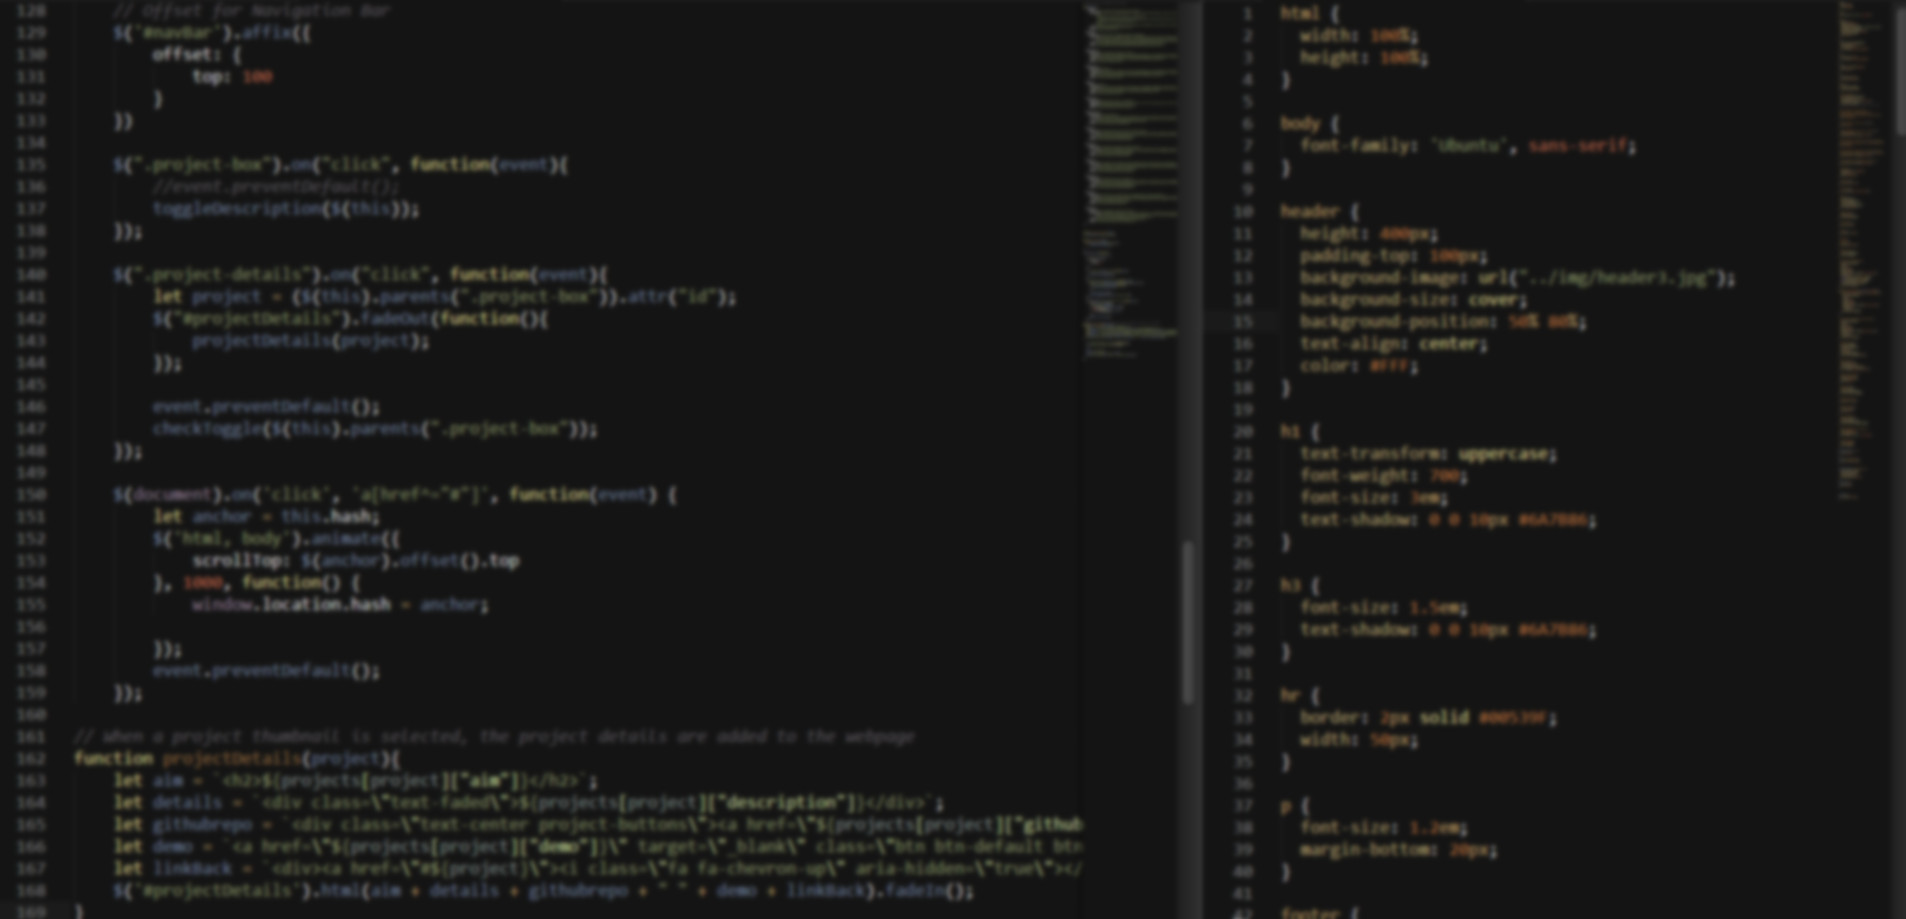 128 // Offset for Navigation Bar
129 $('#navBar').affix({
130 offset: {
131 top: 100
132 }
133 })
134
135 $(".project-box").on("click", function(event){
136 //event.preventDefault();
137 toggleDescription($(this));
138 });
139
140 $(".project-details").on("click", function(event){
141 let project = ($(this).parents(".project-box")).attr("id");
142 $("#projectDetails").fadeOut(function(){
143 projectDetails(project);
144 });
145
146 event.preventDefault();
147 checkToggle($(this).parents(".project-box"));
148 });
149
150 $(document).on('click', 'a[href^="#"]', function(event) {
151 let anchor = this.hash;
152 $('html, body').animate({
153 scrollTop: $(anchor).offset().top
154 }, 1000, function() {
155 window.location.hash = anchor;
156
157 });
158 event.preventDefault();
159 });
160
161 // when a project thumbnail is selected, the project details are added to the webpage
162 function projectDetails(project){
163 let aim = `<h2>${projects[project]["aim"]}</h2>`;
164 let details = `<div class=\"text-faded\">${projects[project]["description"]}</div>`;
165 let githubrepo = `<div class=\"text-center project-buttons\"><a href=\"${projects[project]["github
166 let demo = `<a href=\"${projects[project]["demo"]}\" target=\"_blank\" class=\"btn btn-default btn
167 let linkBack = `<div><a href=\"#${project}\"><i class=\"fa fa-chevron-up\" aria-hidden=\"true\"></
168 $('#projectDetails').html(aim + details + githubrepo + " " + demo + linkBack).fadeIn();
169 }
1 html {
2 width: 100%;
3 height: 100%;
4 }
5
6 body {
7 font-family: 'Ubuntu', sans-serif;
8 }
9
10 header {
11 height: 400px;
12 padding-top: 100px;
13 background-image: url("../img/header3.jpg");
14 background-size: cover;
15 background-position: 50% 80%;
16 text-align: center;
17 color: #FFF;
18 }
19
20 h1 {
21 text-transform: uppercase;
22 font-weight: 700;
23 font-size: 3em;
24 text-shadow: 0 0 10px
25 }
26
27 h3 {
28 font-size: 1.5em;
29 text-shadow: 0 0 10px
30 }
31
32 hr {
33 border: 2px solid #00539F;
34 width: 50px;
35 }
36
37 p {
38 font-size: 1.2em;
39 margin-bottom: 20px;
40 }
41
42 footer {